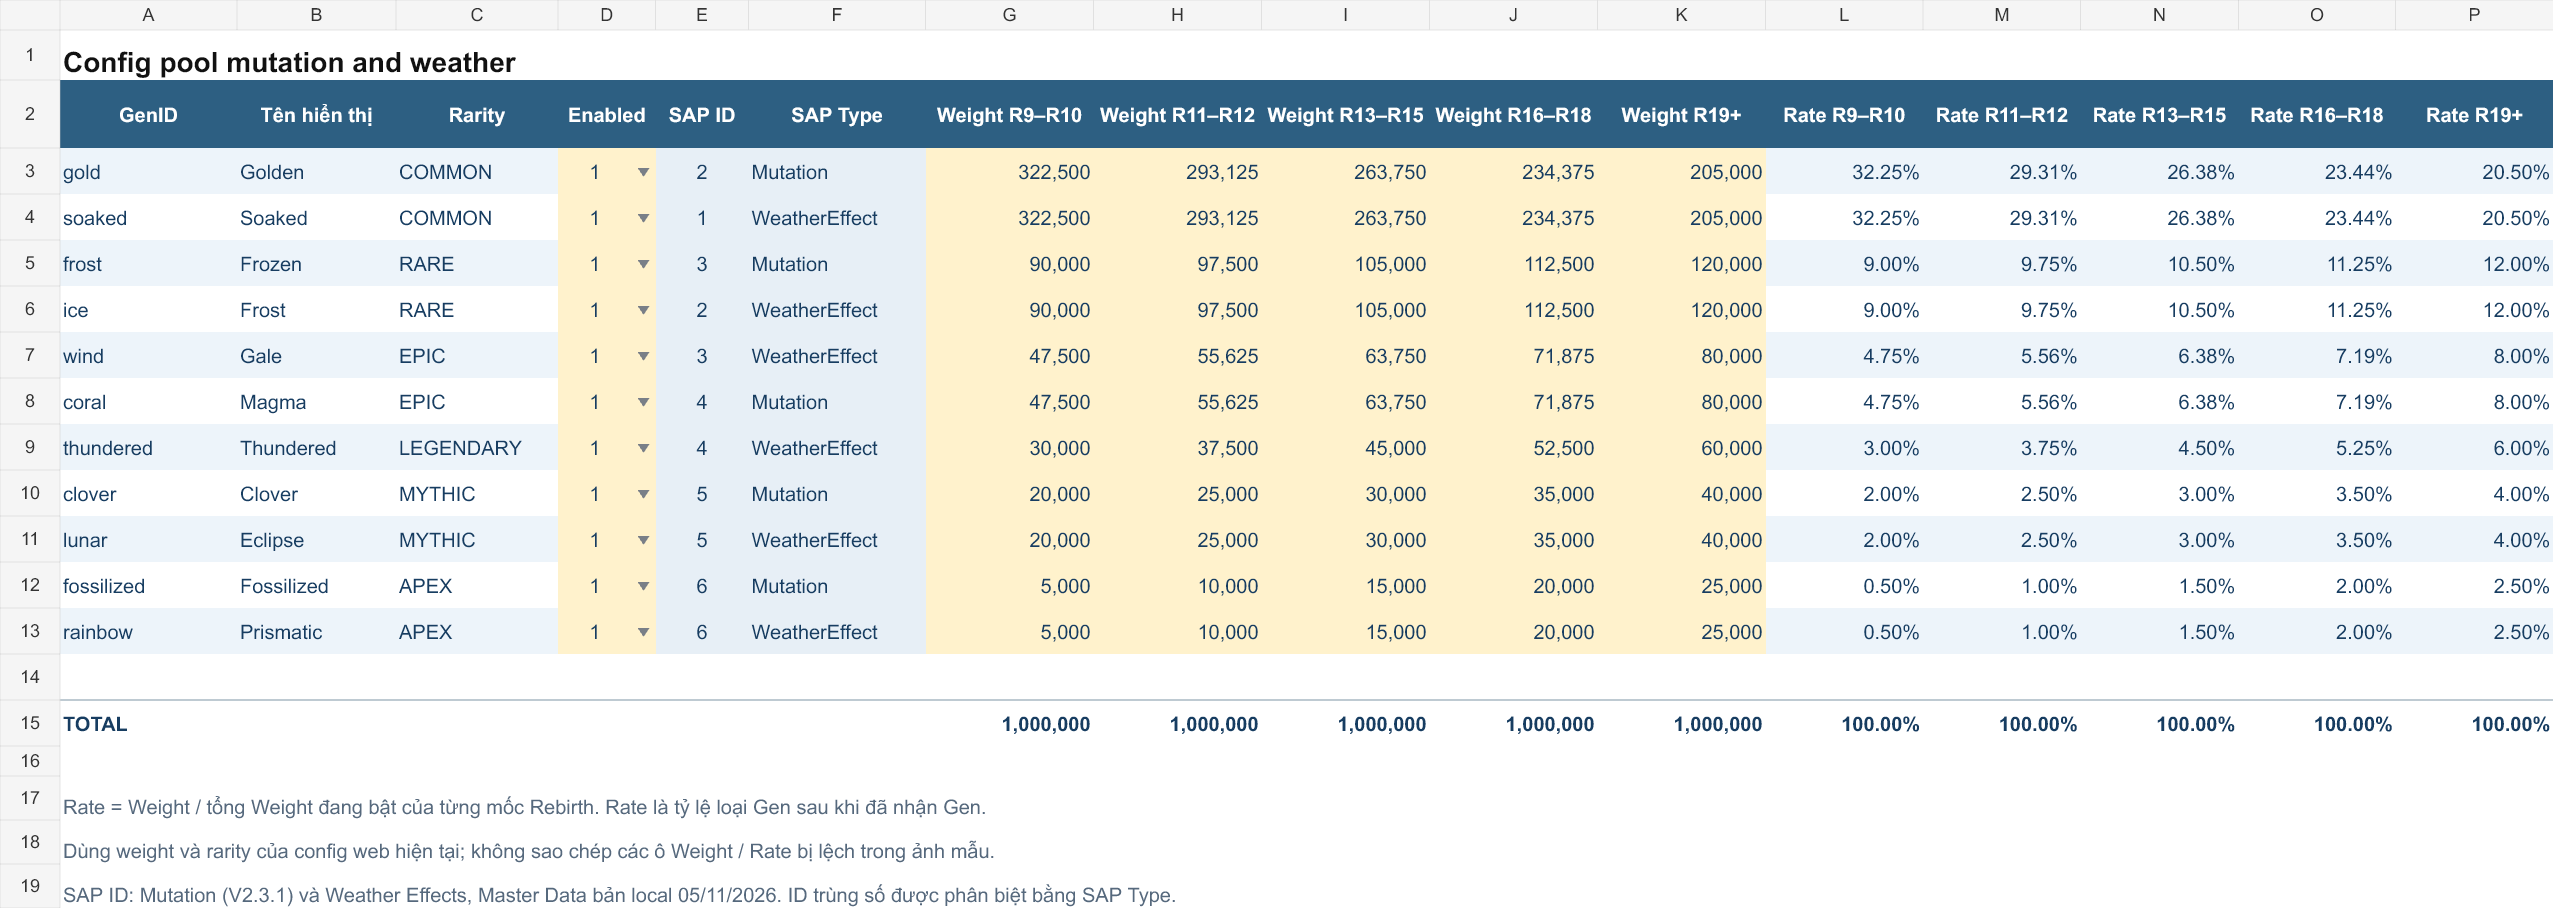 A B C D E F G H I J K L M N O P
1 Config pool mutation and weather
2 GenID Tên hiển thị Rarity Enabled SAP ID SAP Type Weight R9–R10 Weight R11–R12 Weight R13–R15 Weight R16–R18 Weight R19+ Rate R9–R10 Rate R11–R12 Rate R13–R15 Rate R16–R18 Rate R19+
3 gold Golden COMMON 1 2 Mutation 322,500 293,125 263,750 234,375 205,000 32.25% 29.31% 26.38% 23.44% 20.50%
4 soaked Soaked COMMON 1 1 WeatherEffect 322,500 293,125 263,750 234,375 205,000 32.25% 29.31% 26.38% 23.44% 20.50%
5 frost Frozen RARE 1 3 Mutation 90,000 97,500 105,000 112,500 120,000 9.00% 9.75% 10.50% 11.25% 12.00%
6 ice Frost RARE 1 2 WeatherEffect 90,000 97,500 105,000 112,500 120,000 9.00% 9.75% 10.50% 11.25% 12.00%
7 wind Gale EPIC 1 3 WeatherEffect 47,500 55,625 63,750 71,875 80,000 4.75% 5.56% 6.38% 7.19% 8.00%
8 coral Magma EPIC 1 4 Mutation 47,500 55,625 63,750 71,875 80,000 4.75% 5.56% 6.38% 7.19% 8.00%
9 thundered Thundered LEGENDARY 1 4 WeatherEffect 30,000 37,500 45,000 52,500 60,000 3.00% 3.75% 4.50% 5.25% 6.00%
10 clover Clover MYTHIC 1 5 Mutation 20,000 25,000 30,000 35,000 40,000 2.00% 2.50% 3.00% 3.50% 4.00%
11 lunar Eclipse MYTHIC 1 5 WeatherEffect 20,000 25,000 30,000 35,000 40,000 2.00% 2.50% 3.00% 3.50% 4.00%
12 fossilized Fossilized APEX 1 6 Mutation 5,000 10,000 15,000 20,000 25,000 0.50% 1.00% 1.50% 2.00% 2.50%
13 rainbow Prismatic APEX 1 6 WeatherEffect 5,000 10,000 15,000 20,000 25,000 0.50% 1.00% 1.50% 2.00% 2.50%
14
15 TOTAL 1,000,000 1,000,000 1,000,000 1,000,000 1,000,000 100.00% 100.00% 100.00% 100.00% 100.00%
16
17 Rate = Weight / tổng Weight đang bật của từng mốc Rebirth. Rate là tỷ lệ loại Gen sau khi đã nhận Gen.
18 Dùng weight và rarity của config web hiện tại; không sao chép các ô Weight / Rate bị lệch trong ảnh mẫu.
19 SAP ID: Mutation (V2.3.1) và Weather Effects, Master Data bản local 05/11/2026. ID trùng số được phân biệt bằng SAP Type.